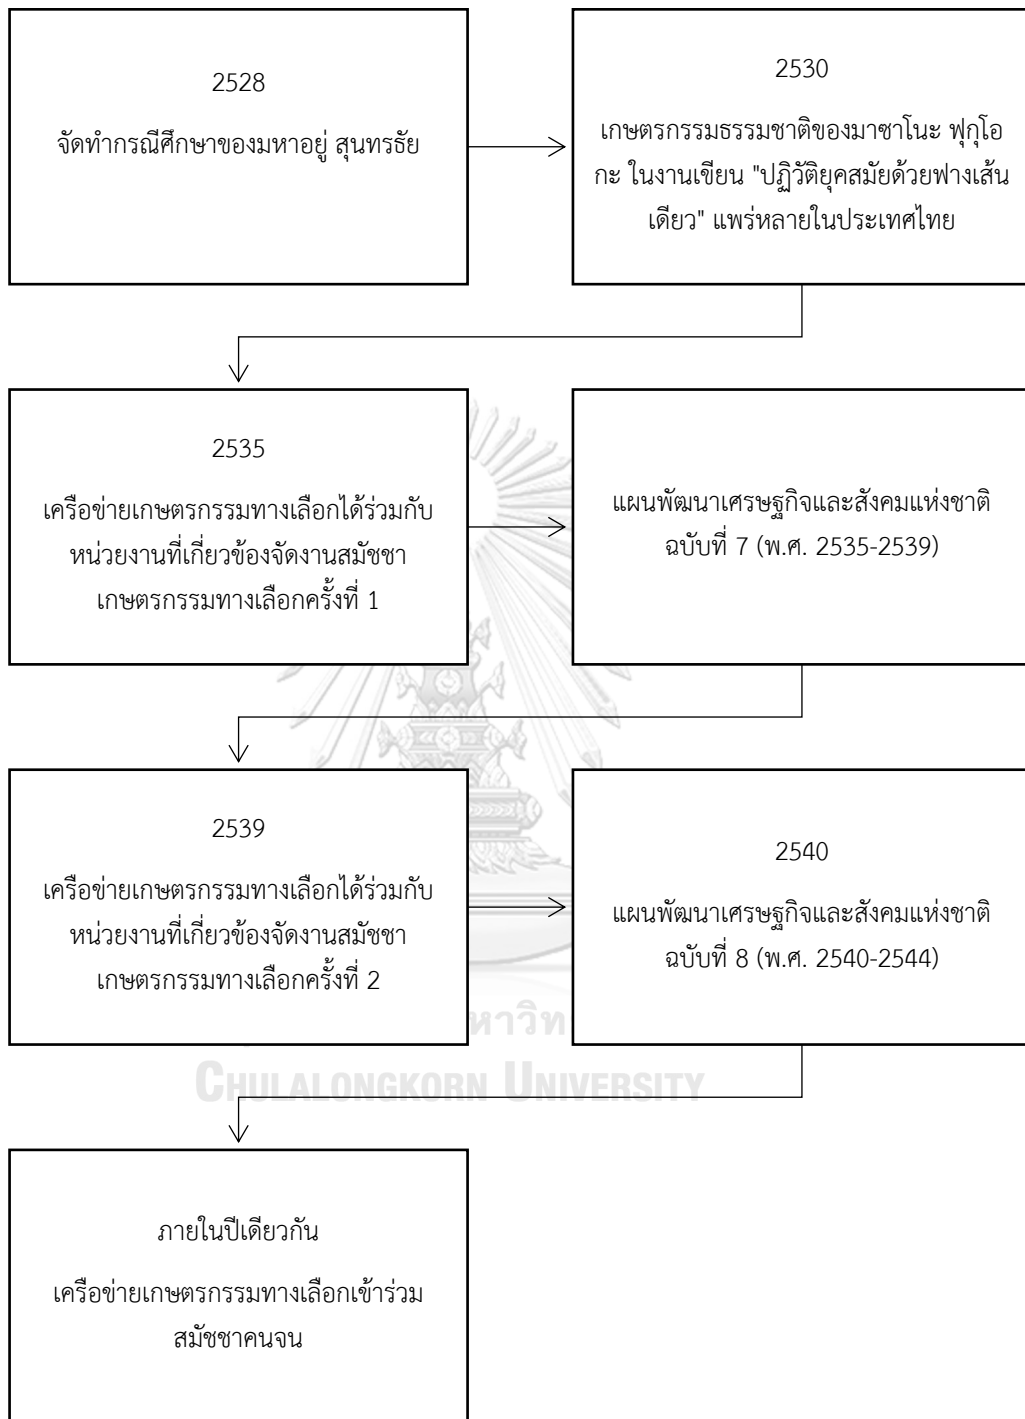 2528
จัดทำกรณีศึกษาของมหาอยู่ สุนทรธัย
2530
เกษตรกรรมธรรมชาติของมาซาโนะ ฟุกุโอ
กะ ในงานเขียน "ปฏิวัติยุคสมัยด้วยฟางเส้น
เดียว" แพร่หลายในประเทศไทย
2535
เครือข่ายเกษตรกรรมทางเลือกได้ร่วมกับ
หน่วยงานที่เกี่ยวข้องจัดงานสมัชชา
เกษตรกรรมทางเลือกครั้งที่ 1
แผนพัฒนาเศรษฐกิจและสังคมแห่งชาติ
ฉบับที่ 7 (พ.ศ. 2535-2539)
2539
เครือข่ายเกษตรกรรมทางเลือกได้ร่วมกับ
หน่วยงานที่เกี่ยวข้องจัดงานสมัชชา
เกษตรกรรมทางเลือกครั้งที่ 2
2540
แผนพัฒนาเศรษฐกิจและสังคมแห่งชาติ
ฉบับที่ 8 (พ.ศ. 2540-2544)
หาวิท
CHULALONGKORN UNIVERSITY
ภายในปีเดียวกัน
เครือข่ายเกษตรกรรมทางเลือกเข้าร่วม
สมัชชาคนจน